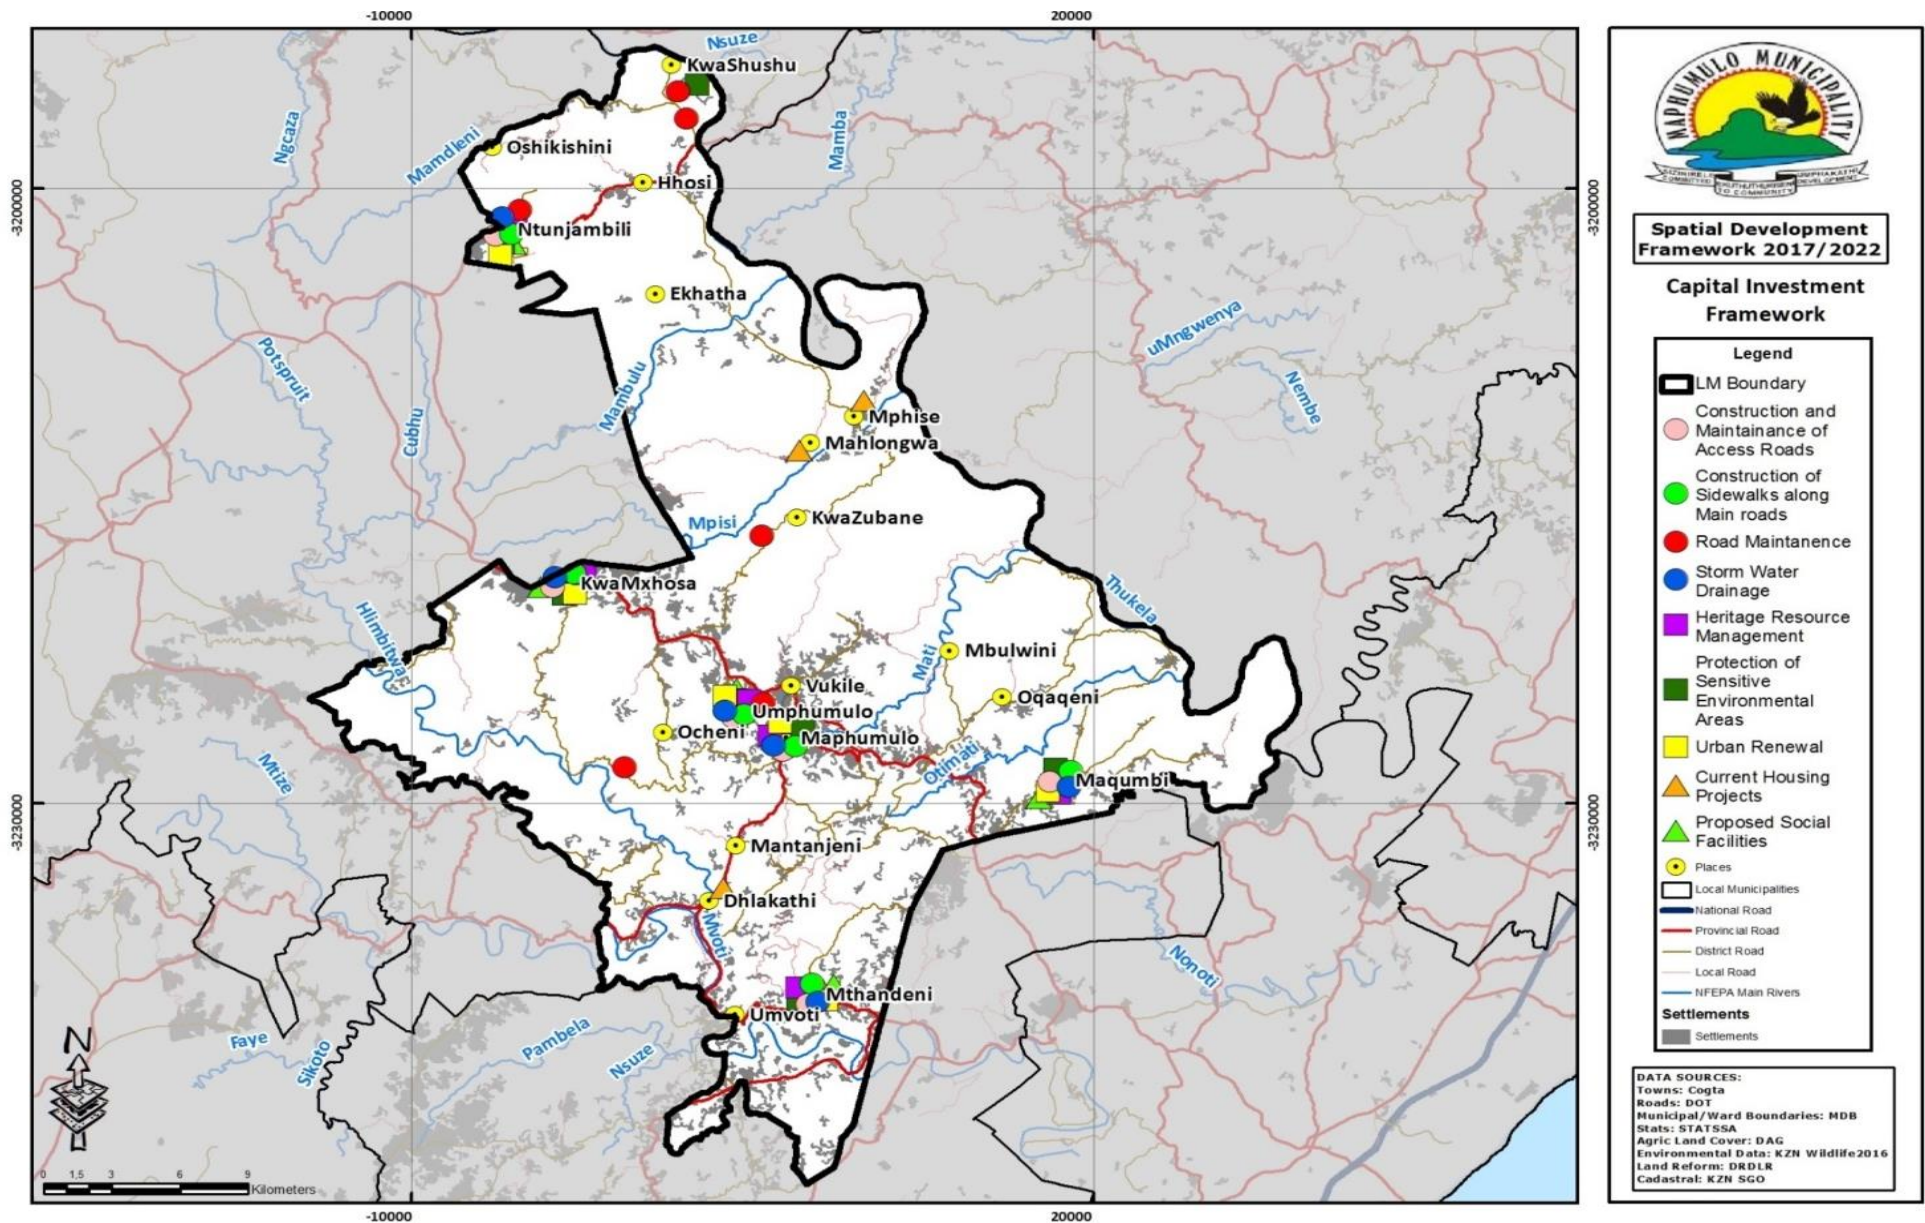 -10000
20000
-3200000
-3200000
-3230000
-3230000
-10000
20000
Nsuze
KwaShushu
Ngcaza
Mamdleni
Mamba
Oshikishini
Hhosi
Ntunjambili
Ekhatha
uMngwenya
Potspruit
Cubhu
Mambulu
Nembe
Mphise
Mahlongwa
Mpisi
KwaZubane
KwaMxhosa
Thukela
Hlimbitwa
Mati
Mbulwini
Vukile
Oqaqeni
Umphumulo
Ocheni
Maphumulo
Mtize
Otimati
Maqumbi
Mantanjeni
Dhlakathi
Mvoti
Nonoti
Mthandeni
Umvoti
Faye
Sikoto
Pambela
Nsuze
N
0 1,5 3 6 9
Kilometers
MAPHUMULO MUNICIPALITY
TO COMMUNITY
DEVELOPMENT
Spatial Development
Framework 2017/2022
Capital Investment
Framework
Legend
LM Boundary
Construction and
Maintainance of
Access Roads
Construction of
Sidewalks along
Main roads
Road Maintanence
Storm Water
Drainage
Heritage Resource
Management
Protection of
Sensitive
Environmental
Areas
Urban Renewal
Current Housing
Projects
Proposed Social
Facilities
Places
Local Municipalities
National Road
Provincial Road
District Road
Local Road
NFEPA Main Rivers
Settlements
Settlements
DATA SOURCES:
Towns: Cogta
Roads: DOT
Municipal/Ward Boundaries: MDB
Stats: STATSSA
Agric Land Cover: DAG
Environmental Data: KZN Wildlife2016
Land Reform: DRDLR
Cadastral: KZN SGO